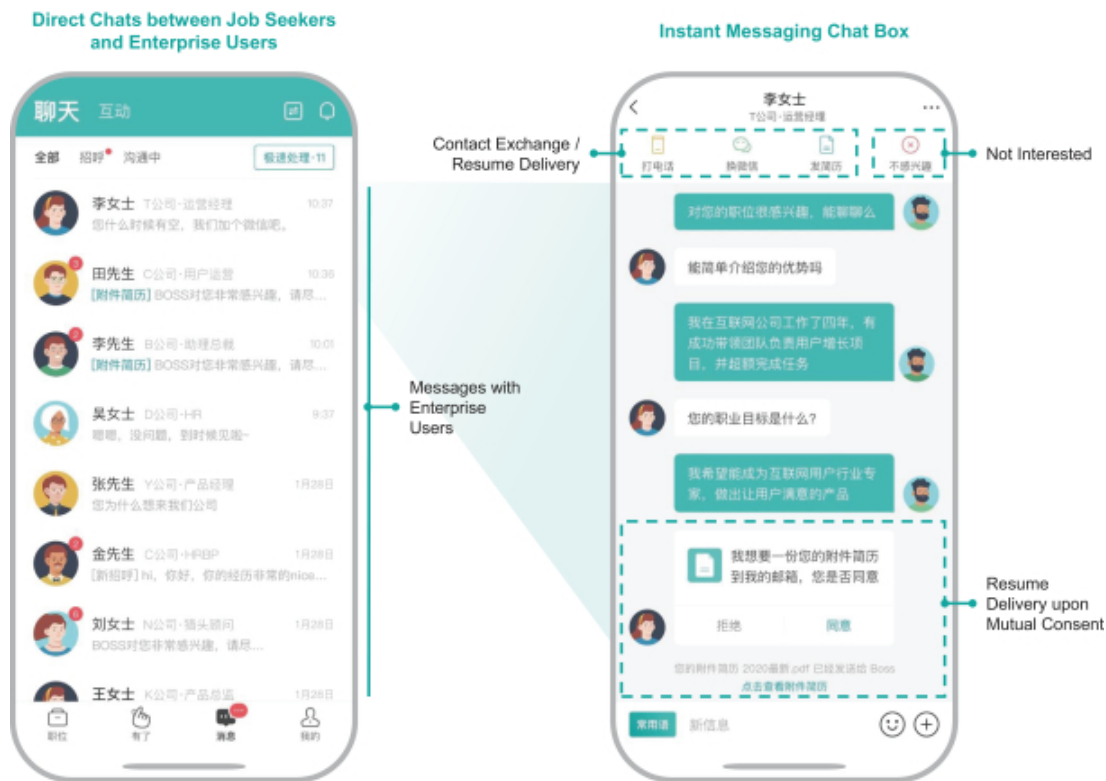 Direct Chats between Job Seekers
and Enterprise Users
聊天 互动
全部 招呼 沟通中 极速处理·11
李女士 T公司·运营经理 10:37
您什么时候有空，我们加个微信吧。
3
田先生 C公司·用户运营 10:36
[附件简历] BOSS对您非常感兴趣，请尽...
2
李先生 B公司·助理总裁 10:01
[附件简历] BOSS对您非常感兴趣，请尽...
吴女士 D公司·HR 9:37
嗯嗯，没问题，到时候见啦~
张先生 Y公司·产品经理 1月28日
您为什么想来我们公司
2
金先生 C公司·HRBP 1月28日
[新招呼] hi，你好，你的经历非常的nice...
6
刘女士 N公司·猎头顾问 1月28日
BOSS对您非常感兴趣，请尽...
王女士 K公司·产品总监 1月28日
职位 有了 消息 我的
Messages with
Enterprise
Users
Instant Messaging Chat Box
李女士
T公司·运营经理
Contact Exchange /
Resume Delivery
打电话 换微信 发简历 不感兴趣
Not Interested
对您的职位很感兴趣，能聊聊么
能简单介绍您的优势吗
我在互联网公司工作了四年，有
成功带领团队负责用户增长项
目，并超额完成任务
您的职业目标是什么？
我希望能成为互联网用户行业专
家，做出让用户满意的产品
我想要一份您的附件简历
到我的邮箱，您是否同意
拒绝 同意
您的附件简历 2020最新.pdf 已经发送给 Boss
点击查看附件简历
Resume
Delivery upon
Mutual Consent
常用语 新信息